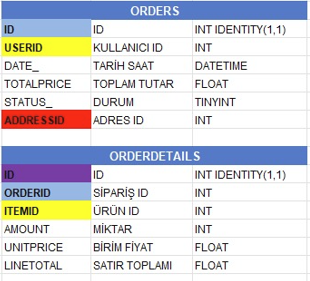 ORDERS
ID ID INT IDENTITY(1,1)
USERID KULLANICI ID INT
DATE_ TARİH SAAT DATETIME
TOTALPRICE TOPLAM TUTAR FLOAT
STATUS_ DURUM TINYINT
ADDRESSID ADRES ID INT
ORDERDETAILS
ID ID INT IDENTITY(1,1)
ORDERID SİPARİŞ ID INT
ITEMID ÜRÜN ID INT
AMOUNT MİKTAR INT
UNITPRICE BİRİM FİYAT FLOAT
LINETOTAL SATIR TOPLAMI FLOAT